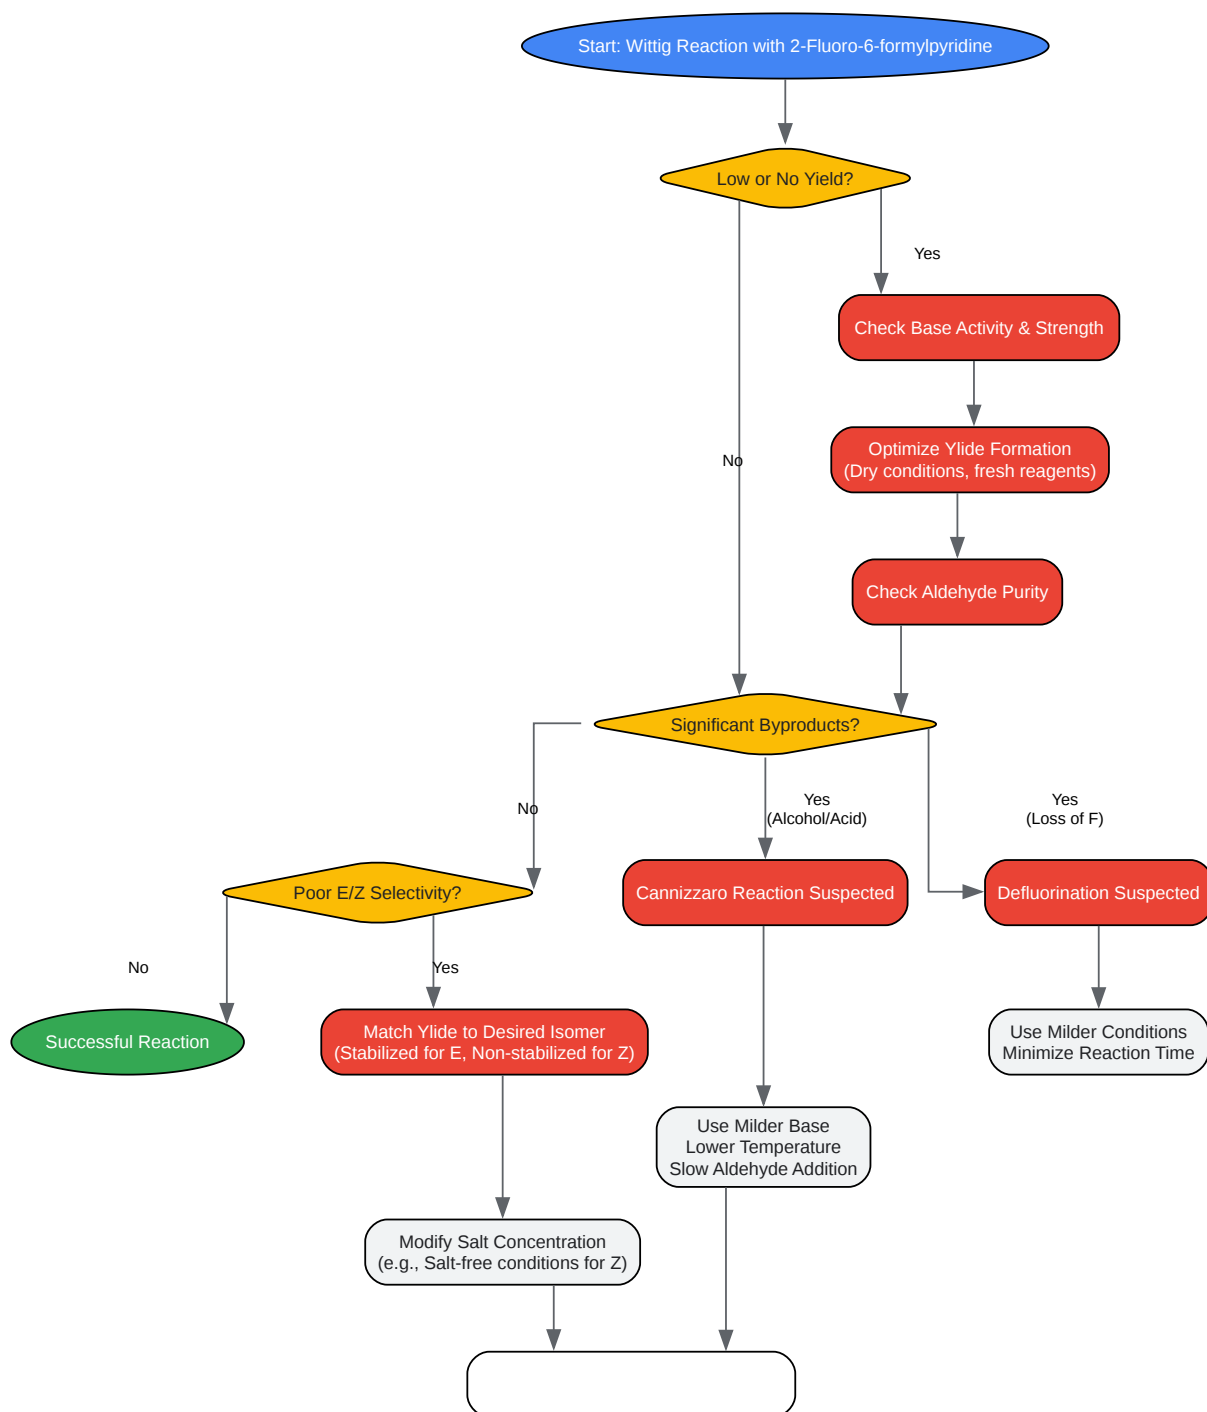 Start: Wittig Reaction with 2-Fluoro-6-formylpyridine
Low or No Yield?
Yes
Check Base Activity & Strength
No
Optimize Ylide Formation
(Dry conditions, fresh reagents)
Check Aldehyde Purity
Significant Byproducts?
No
Yes
(Alcohol/Acid)
Yes
(Loss of F)
Poor E/Z Selectivity?
Cannizzaro Reaction Suspected
Defluorination Suspected
No
Yes
Successful Reaction
Match Ylide to Desired Isomer
(Stabilized for E, Non-stabilized for Z)
Use Milder Conditions
Minimize Reaction Time
Use Milder Base
Lower Temperature
Slow Aldehyde Addition
Modify Salt Concentration
(e.g., Salt-free conditions for Z)